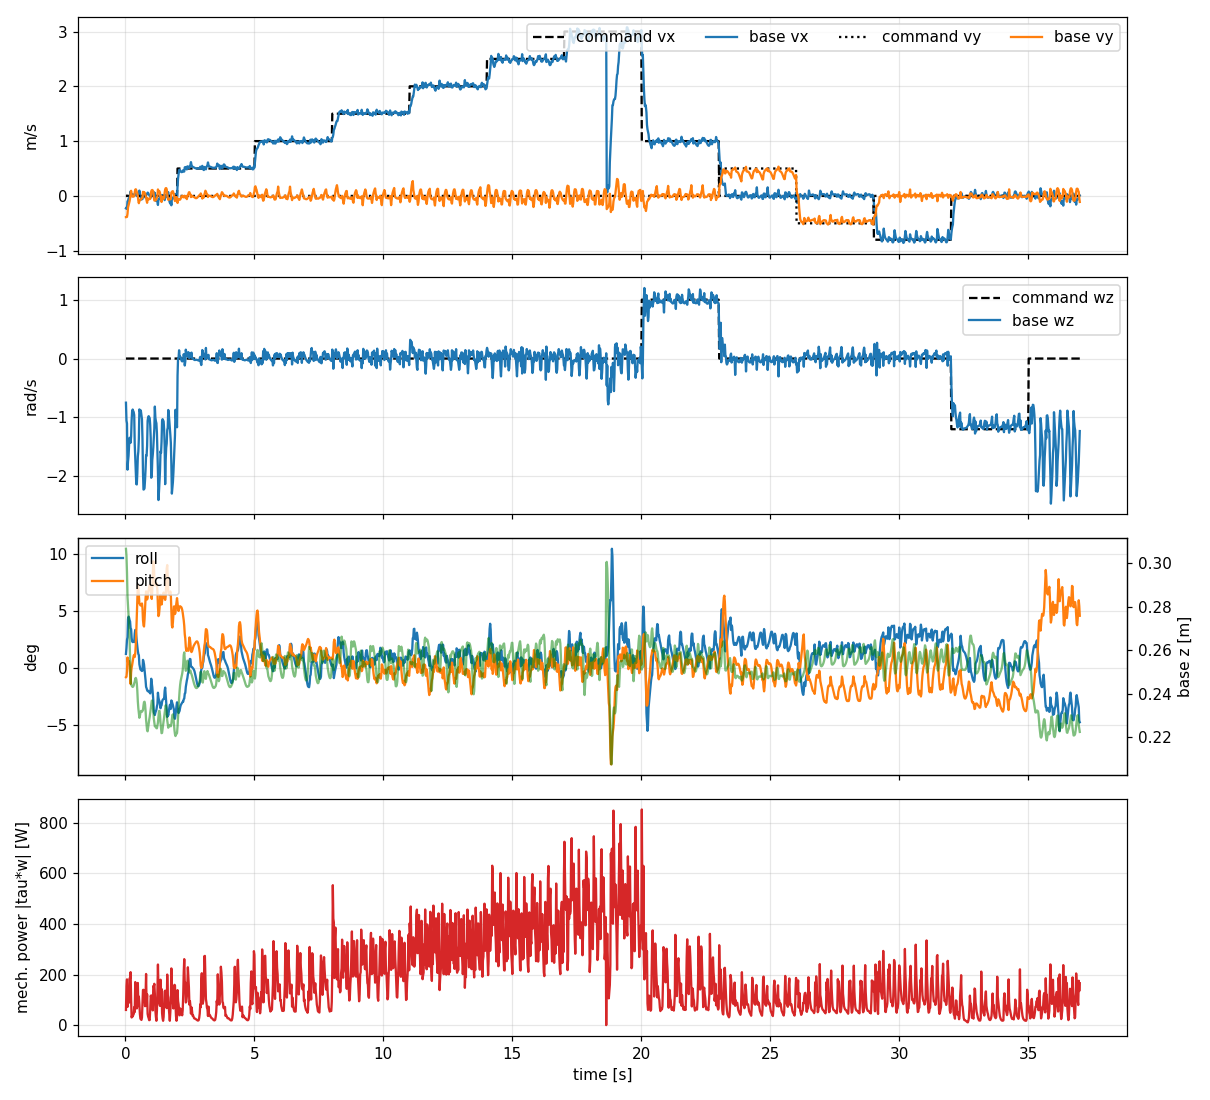 command vx base vx command vy base vy
3
2
1
0
−1
m/s
command wz
base wz
1
0
−1
−2
rad/s
roll
pitch
10
5
0
−5
deg
0.30
0.28
0.26
0.24
0.22
base z [m]
800
600
400
200
0
mech. power |tau*w| [W]
0 5 10 15 20 25 30 35
time [s]